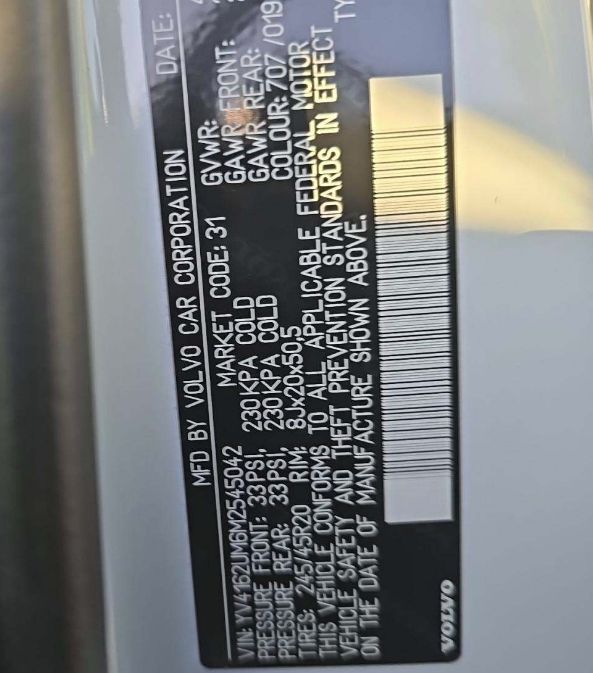 MFD BY VOLVO CAR CORPORATION DATE:
VIN: YV4162UM6M2545042 MARKET CODE: 31 GVWR:
PRESSURE FRONT: 33PSI, 230KPA COLD GAWR FRONT:
PRESSURE REAR: 33PSI, 230KPA COLD GAWR REAR:
TIRES: 245/45R20 RIM: 8Jx20x50,5 COLOUR: 707 /019
THIS VEHICLE CONFORMS TO ALL APPLICABLE FEDERAL MOTOR
VEHICLE SAFETY AND THEFT PREVENTION STANDARDS IN EFFECT
ON THE DATE OF MANUFACTURE SHOWN ABOVE. TY
VOLVO